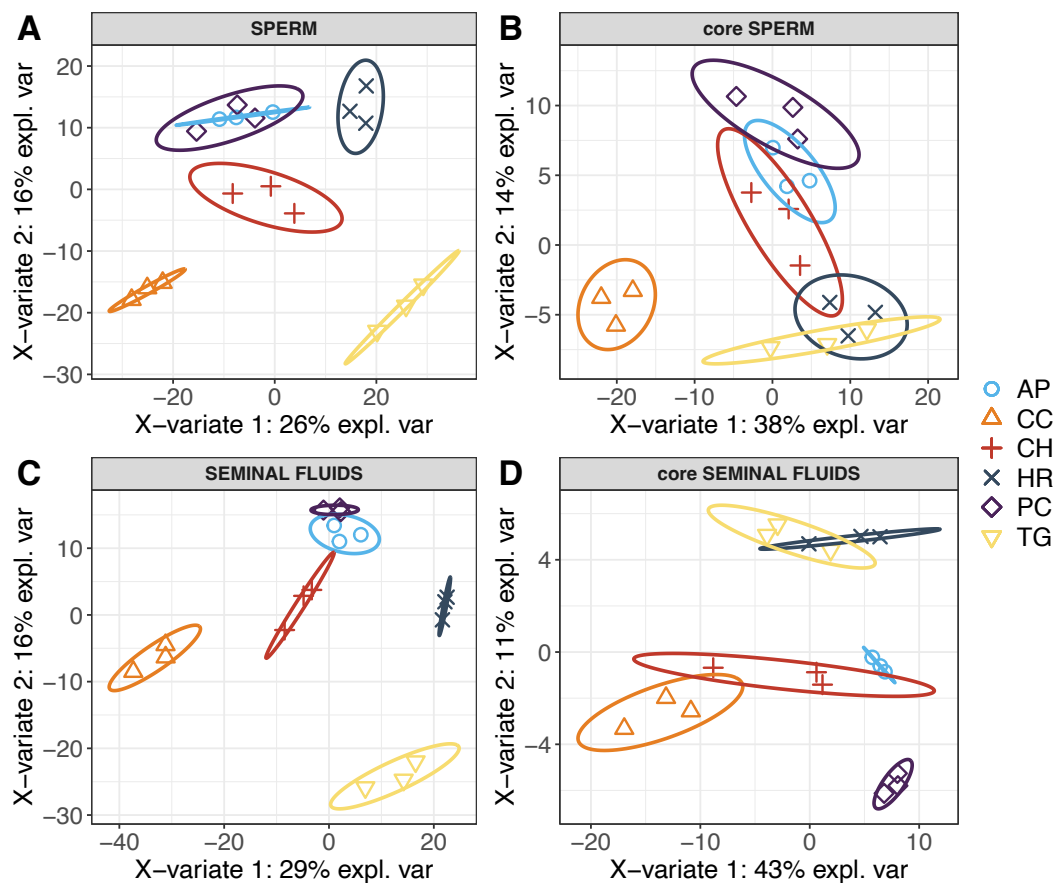 A
SPERM
X−variate 2: 16% expl. var
20
10
0
−10
−20
−30
−20
0
20
X−variate 1: 26% expl. var
B
core SPERM
X−variate 2: 14% expl. var
10
5
0
−5
−20
−10
0
10
20
X−variate 1: 38% expl. var
AP
CC
CH
HR
PC
TG
C
SEMINAL FLUIDS
X−variate 2: 16% expl. var
10
0
−10
−20
−30
−40
−20
0
20
X−variate 1: 29% expl. var
D
core SEMINAL FLUIDS
X−variate 2: 11% expl. var
4
0
−4
−20
−10
0
10
X−variate 1: 43% expl. var